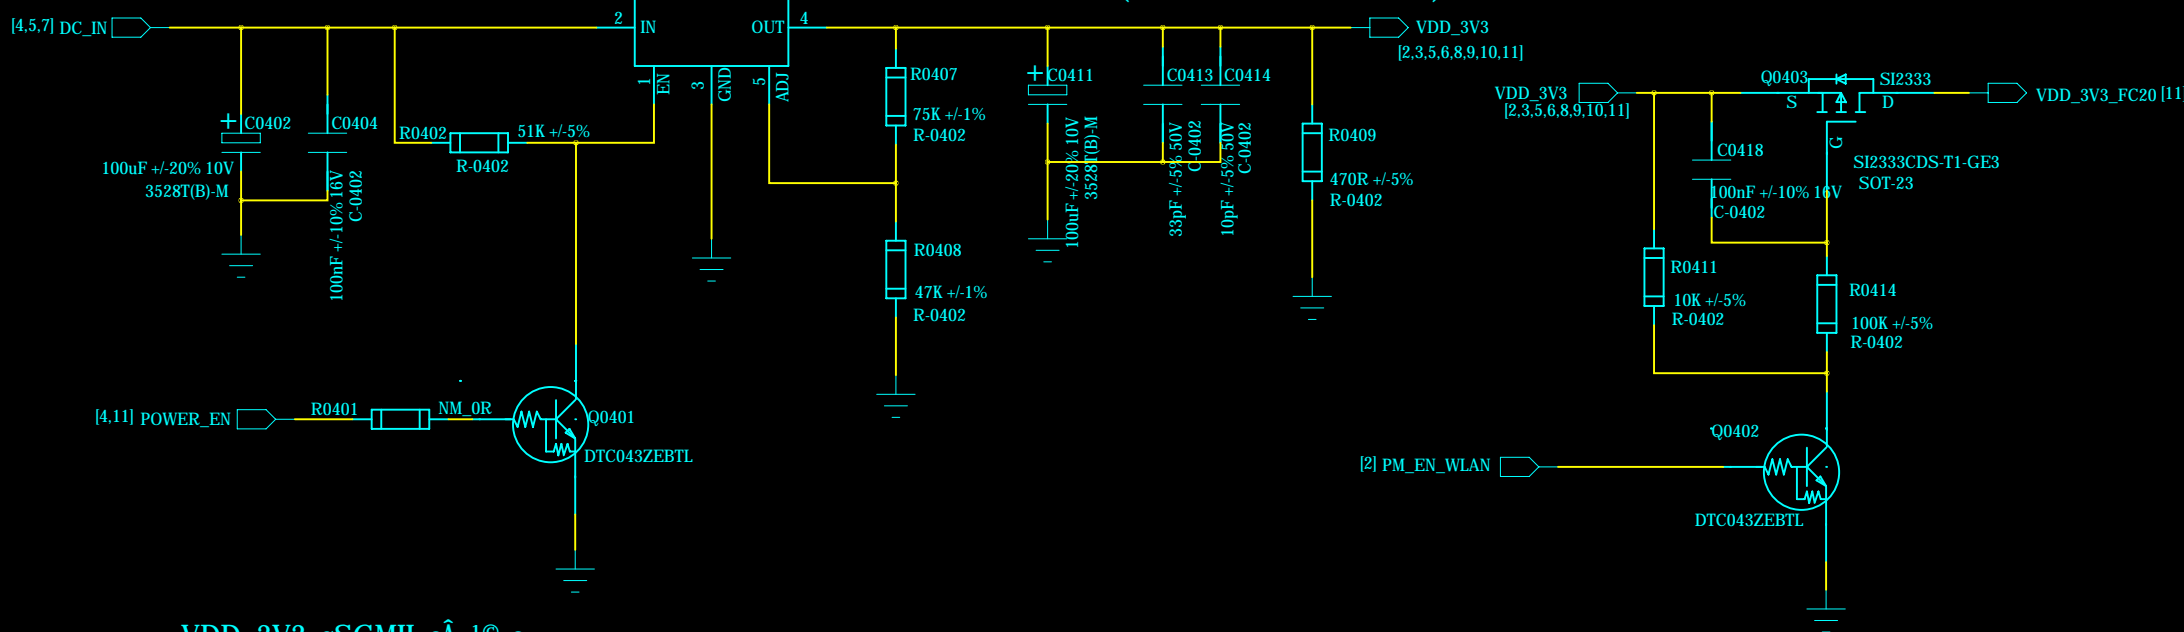 [4,5,7] DC_IN
2
IN
OUT
4
1
EN
3
GND
5
ADJ
VDD_3V3
[2,3,5,6,8,9,10,11]
C0402
100uF +/-20% 10V
3528T(B)-M
C0404
100nF +/-10% 16V
C-0402
R0402
51K +/-5%
R-0402
R0407
75K +/-1%
R-0402
R0408
47K +/-1%
R-0402
C0411
100uF +/-20% 10V
3528T(B)-M
C0413
33pF +/-5% 50V
C-0402
C0414
10pF +/-5% 50V
C-0402
R0409
470R +/-5%
R-0402
[4,11] POWER_EN
R0401
NM_0R
Q0401
DTC043ZEBTL
VDD_3V3
[2,3,5,6,8,9,10,11]
Q0403
SI2333
S
D
G
VDD_3V3_FC20 [11
C0418
100nF +/-10% 16V
C-0402
SI2333CDS-T1-GE3
SOT-23
R0411
10K +/-5%
R-0402
R0414
100K +/-5%
R-0402
[2] PM_EN_WLAN
Q0402
DTC043ZEBTL